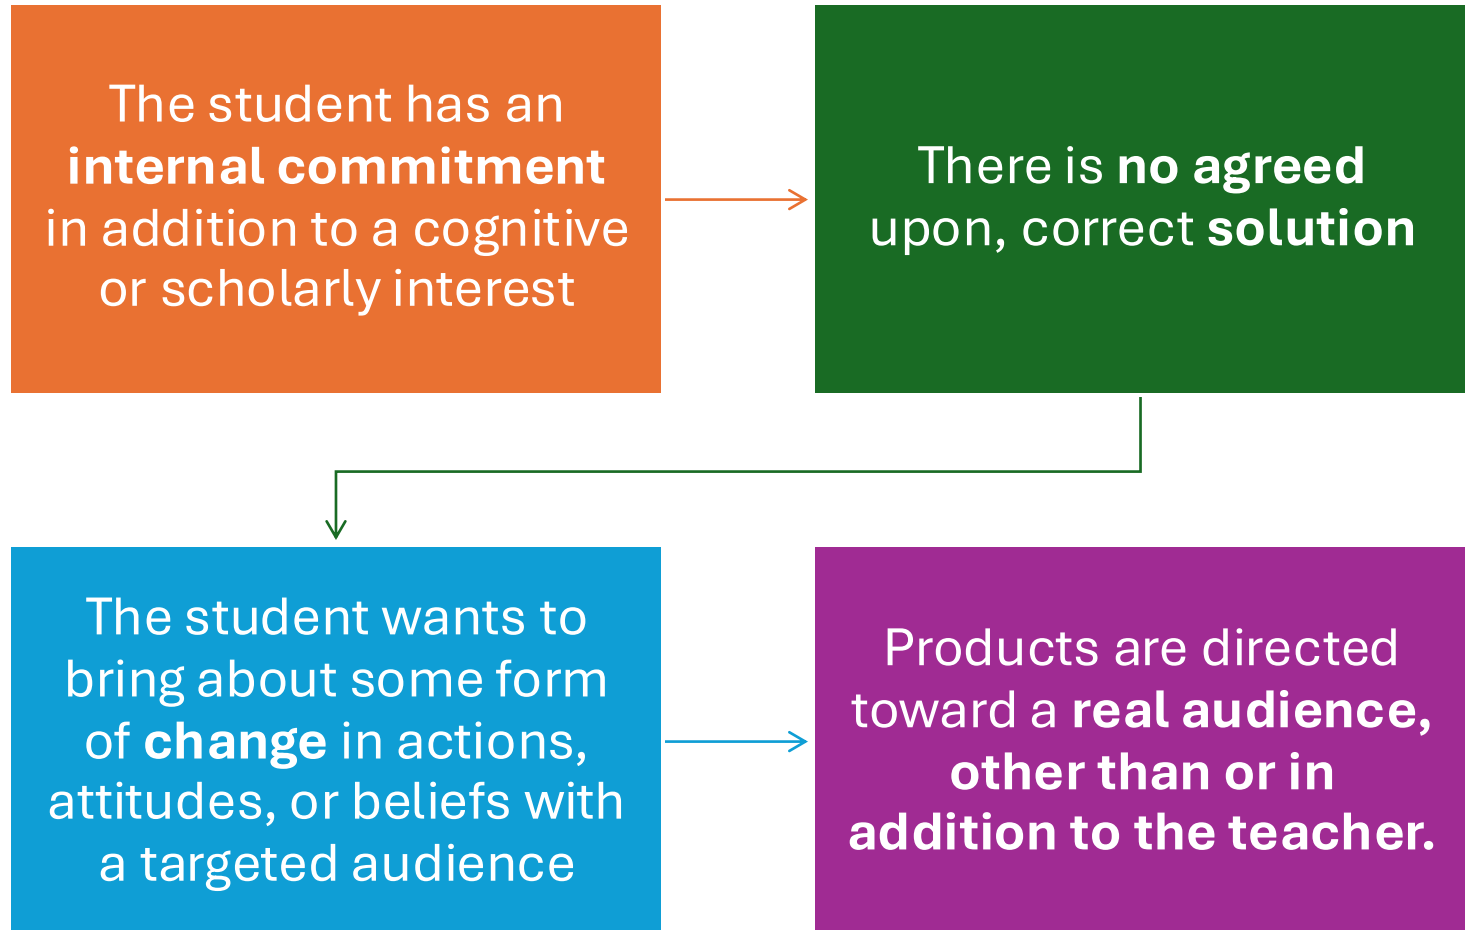 The student has an
internal commitment
in addition to a cognitive
or scholarly interest
There is no agreed
upon, correct solution
The student wants to
bring about some form
of change in actions,
attitudes, or beliefs with
a targeted audience
Products are directed
toward a real audience,
other than or in
addition to the teacher.